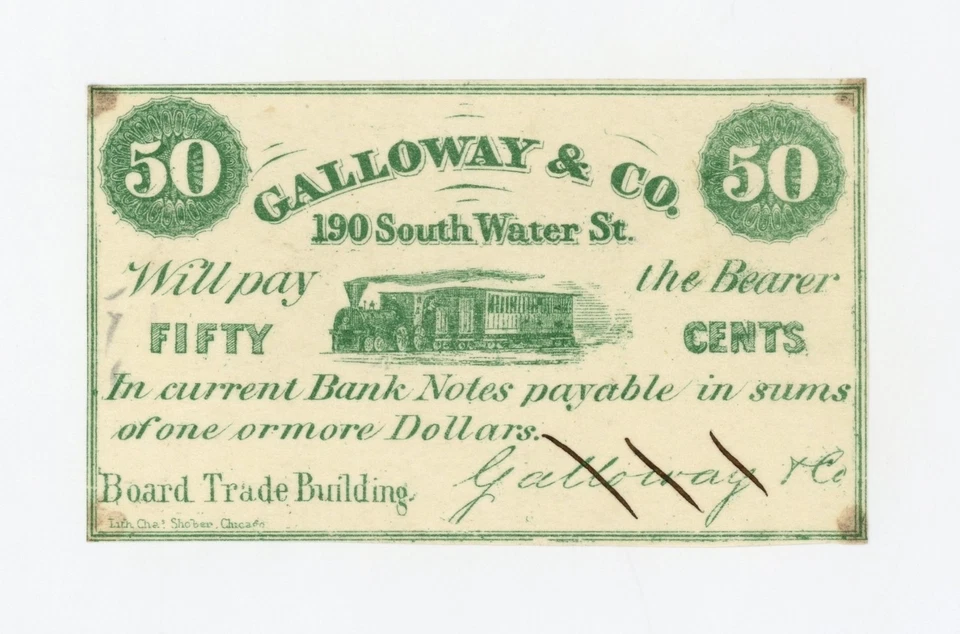 50 GALLOWAY & CO. 50
190 South Water St.
Will pay the Bearer
FIFTY CENTS
In current Bank Notes payable in sums
of one or more Dollars.
Galloway & Co
Board Trade Building.
Lith. Chas. Shober, Chicago